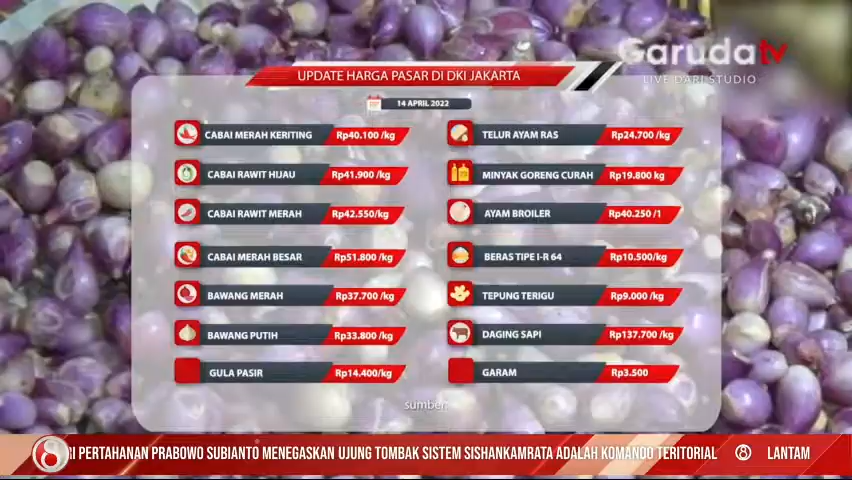 Garudatv
LIVE DARI STUDIO
UPDATE HARGA PASAR DI DKI JAKARTA
14 APRIL 2022
CABAI MERAH KERITING Rp40.100 /kg
CABAI RAWIT HIJAU Rp41.900 /kg
CABAI RAWIT MERAH Rp42.550/kg
CABAI MERAH BESAR Rp51.800 /kg
BAWANG MERAH Rp37.700 /kg
BAWANG PUTIH Rp33.800 /kg
GULA PASIR Rp14.400/kg
TELUR AYAM RAS Rp24.700 /kg
MINYAK GORENG CURAH Rp19.800 kg
AYAM BROILER Rp40.250 /1
BERAS TIPE I-R 64 Rp10.500/kg
TEPUNG TERIGU Rp9.000 /kg
DAGING SAPI Rp137.700 /kg
GARAM Rp3.500
sumber:
8 RI PERTAHANAN PRABOWO SUBIANTO MENEGASKAN UJUNG TOMBAK SISTEM SISHANKAMRATA ADALAH KOMANDO TERITORIAL 8 LANTAM